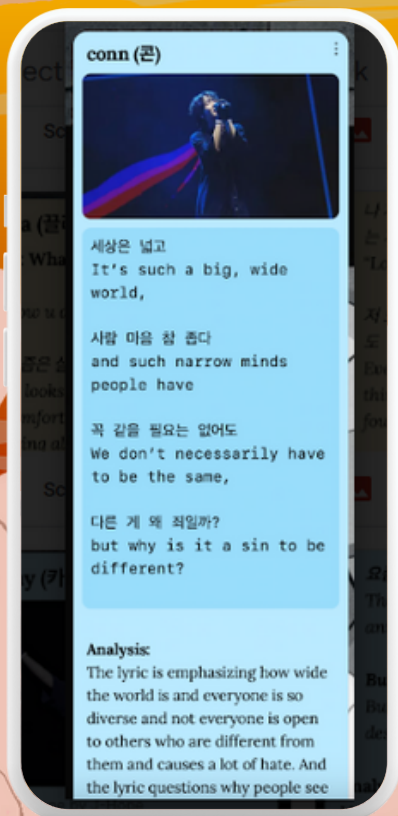 conn (콘)
세상은 넓고
It's such a big, wide
world,
사람 마음 참 좁다
and such narrow minds
people have
꼭 같을 필요는 없어도
We don't necessarily have
to be the same,
다른 게 왜 죄일까?
but why is it a sin to be
different?
Analysis:
The lyric is emphasizing how wide
the world is and everyone is so
diverse and not everyone is open
to others who are different from
them and causes a lot of hate. And
the lyric questions why people see